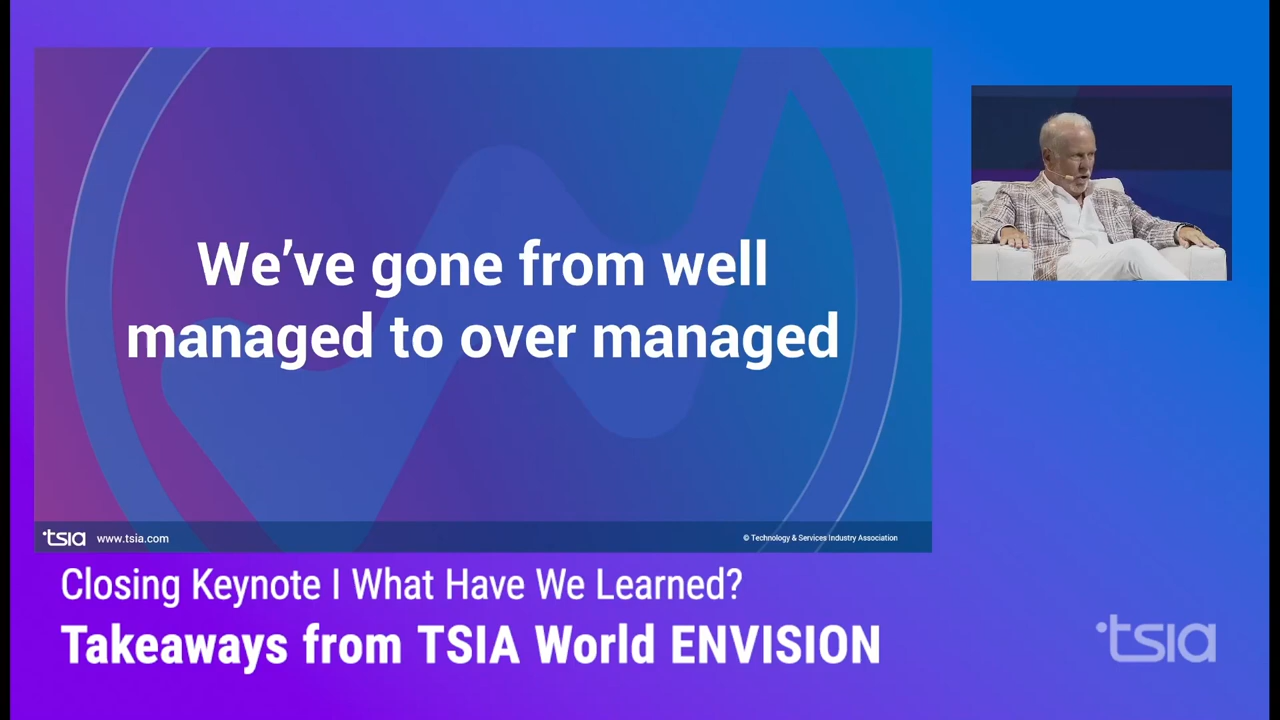 We've gone from well
managed to over managed
tsia www.tsia.com
© Technology & Services Industry Association
Closing Keynote I What Have We Learned?
Takeaways from TSIA World ENVISION
tsia